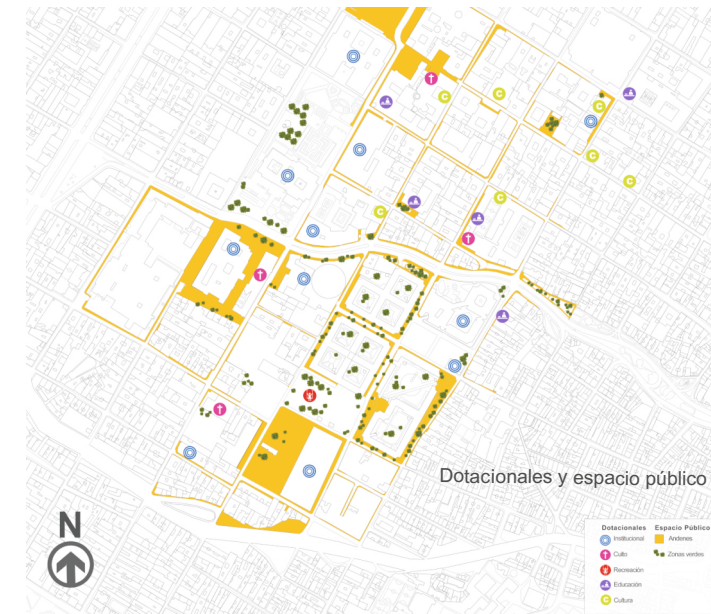 Dotacionales y espacio público
N
Dotacionales Espacio Público
Institucional Andenes
Culto Zonas verdes
Recreación
Educación
C Cultura